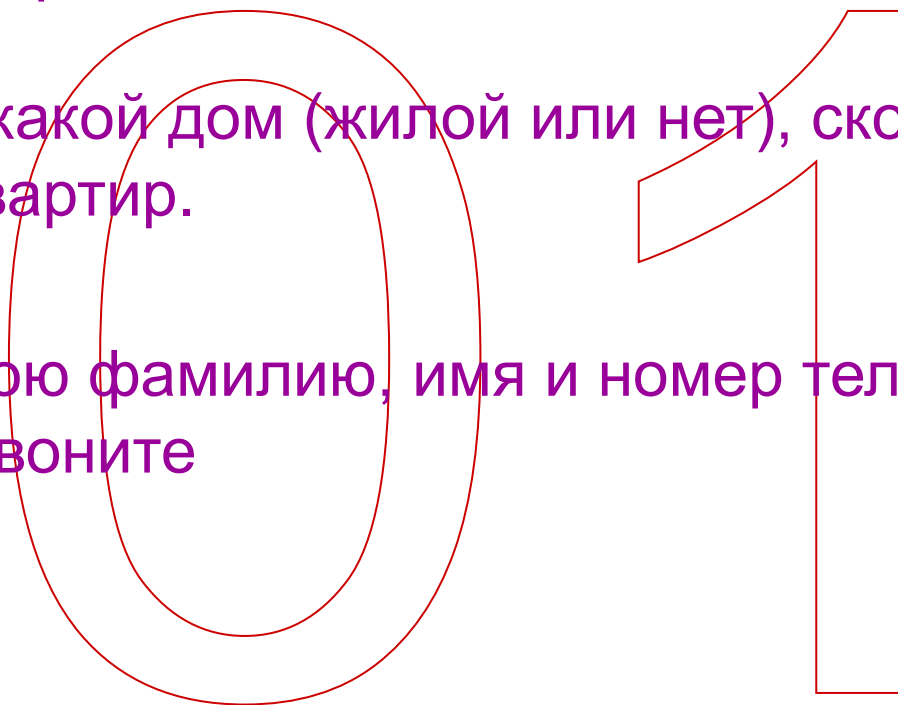 какой дом (жилой или нет), ско
вартир.
ою фамилию, имя и номер тел
звоните
01